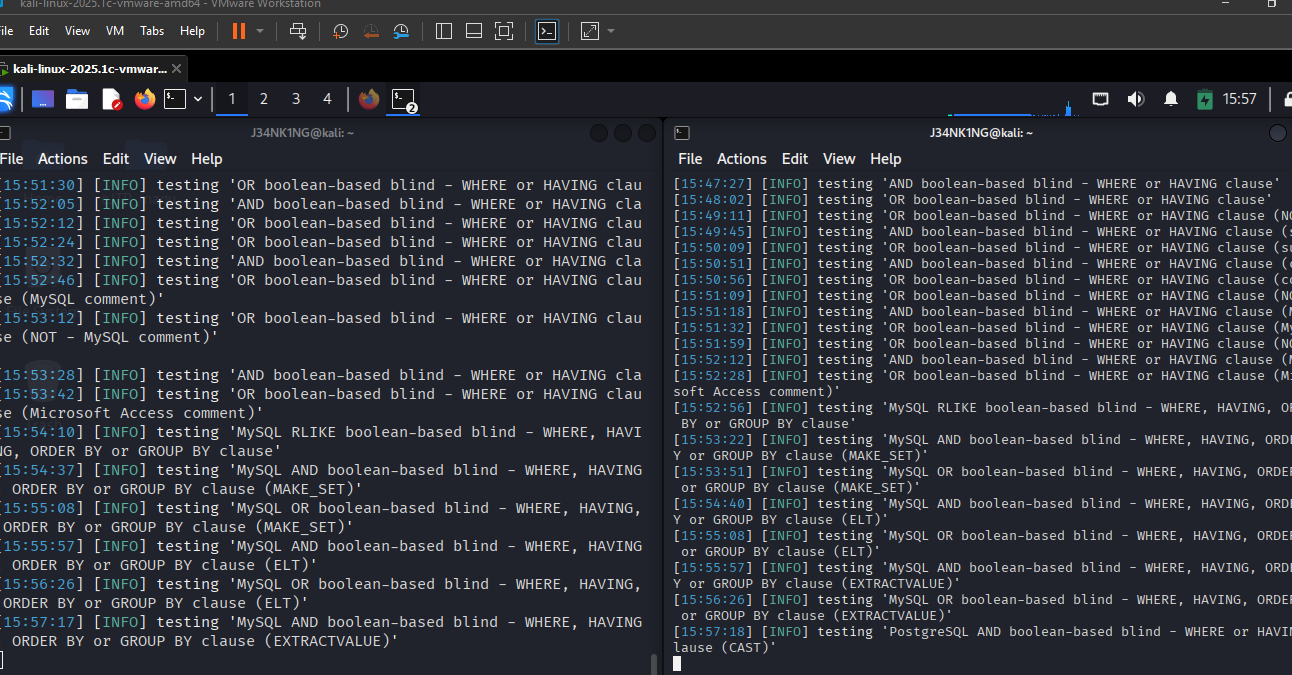 kali-linux-2025.1c-vmware-amd64 - VMware Workstation
File Edit View VM Tabs Help
kali-linux-2025.1c-vmwar...
1 2 3 4 2 15:57
J34NK1NG@kali: ~
File Actions Edit View Help
15:51:30] [INFO] testing 'OR boolean-based blind - WHERE or HAVING clau
15:52:05] [INFO] testing 'AND boolean-based blind - WHERE or HAVING cla
15:52:12] [INFO] testing 'OR boolean-based blind - WHERE or HAVING clau
15:52:24] [INFO] testing 'OR boolean-based blind - WHERE or HAVING clau
15:52:32] [INFO] testing 'AND boolean-based blind - WHERE or HAVING cla
15:52:46] [INFO] testing 'OR boolean-based blind - WHERE or HAVING clau
se (MySQL comment)'
15:53:12] [INFO] testing 'OR boolean-based blind - WHERE or HAVING clau
se (NOT - MySQL comment)'
15:53:28] [INFO] testing 'AND boolean-based blind - WHERE or HAVING cla
15:53:42] [INFO] testing 'OR boolean-based blind - WHERE or HAVING clau
se (Microsoft Access comment)'
15:54:10] [INFO] testing 'MySQL RLIKE boolean-based blind - WHERE, HAVI
NG, ORDER BY or GROUP BY clause'
15:54:37] [INFO] testing 'MySQL AND boolean-based blind - WHERE, HAVING
ORDER BY or GROUP BY clause (MAKE_SET)'
15:55:08] [INFO] testing 'MySQL OR boolean-based blind - WHERE, HAVING,
ORDER BY or GROUP BY clause (MAKE_SET)'
15:55:57] [INFO] testing 'MySQL AND boolean-based blind - WHERE, HAVING
ORDER BY or GROUP BY clause (ELT)'
15:56:26] [INFO] testing 'MySQL OR boolean-based blind - WHERE, HAVING,
ORDER BY or GROUP BY clause (ELT)'
15:57:17] [INFO] testing 'MySQL AND boolean-based blind - WHERE, HAVING
ORDER BY or GROUP BY clause (EXTRACTVALUE)'
J34NK1NG@kali: ~
File Actions Edit View Help
[15:47:27] [INFO] testing 'AND boolean-based blind - WHERE or HAVING clause'
[15:48:02] [INFO] testing 'OR boolean-based blind - WHERE or HAVING clause'
[15:49:11] [INFO] testing 'OR boolean-based blind - WHERE or HAVING clause (NO
[15:49:45] [INFO] testing 'AND boolean-based blind - WHERE or HAVING clause (s
[15:50:09] [INFO] testing 'OR boolean-based blind - WHERE or HAVING clause (su
[15:50:51] [INFO] testing 'AND boolean-based blind - WHERE or HAVING clause (c
[15:50:56] [INFO] testing 'OR boolean-based blind - WHERE or HAVING clause (co
[15:51:09] [INFO] testing 'OR boolean-based blind - WHERE or HAVING clause (NO
[15:51:18] [INFO] testing 'AND boolean-based blind - WHERE or HAVING clause (M
[15:51:32] [INFO] testing 'OR boolean-based blind - WHERE or HAVING clause (My
[15:51:59] [INFO] testing 'OR boolean-based blind - WHERE or HAVING clause (NO
[15:52:12] [INFO] testing 'AND boolean-based blind - WHERE or HAVING clause (M
[15:52:28] [INFO] testing 'OR boolean-based blind - WHERE or HAVING clause (Mi
soft Access comment)'
[15:52:56] [INFO] testing 'MySQL RLIKE boolean-based blind - WHERE, HAVING, OR
BY or GROUP BY clause'
[15:53:22] [INFO] testing 'MySQL AND boolean-based blind - WHERE, HAVING, ORDE
Y or GROUP BY clause (MAKE_SET)'
[15:53:51] [INFO] testing 'MySQL OR boolean-based blind - WHERE, HAVING, ORDE
or GROUP BY clause (MAKE_SET)'
[15:54:40] [INFO] testing 'MySQL AND boolean-based blind - WHERE, HAVING, ORDE
Y or GROUP BY clause (ELT)'
[15:55:08] [INFO] testing 'MySQL OR boolean-based blind - WHERE, HAVING, ORDE
or GROUP BY clause (ELT)'
[15:55:57] [INFO] testing 'MySQL AND boolean-based blind - WHERE, HAVING, ORDE
Y or GROUP BY clause (EXTRACTVALUE)'
[15:56:26] [INFO] testing 'MySQL OR boolean-based blind - WHERE, HAVING, ORDE
or GROUP BY clause (EXTRACTVALUE)'
[15:57:18] [INFO] testing 'PostgreSQL AND boolean-based blind - WHERE or HAVIN
lause (CAST)'